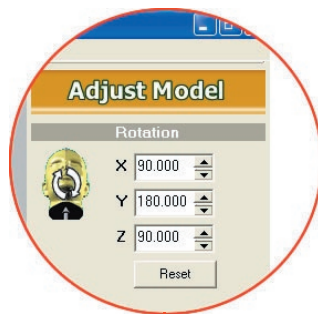 Adjust Model
Rotation
X 90.000
Y 180.000
Z 90.000
Reset